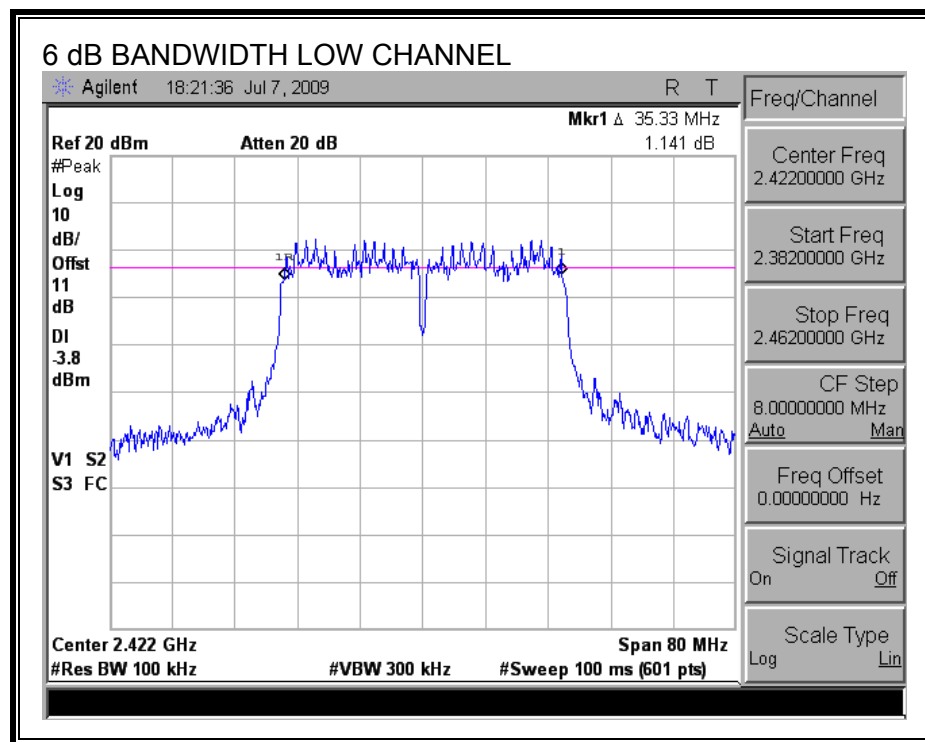 6 dB BANDWIDTH LOW CHANNEL
Agilent 18:21:36 Jul 7, 2009 R T
Mkr1 Δ 35.33 MHz
Ref 20 dBm Atten 20 dB 1.141 dB
#Peak
Log
10
dB/
Offst
11
dB
DI
-3.8
dBm
V1 S2
S3 FC
1R
1
Center 2.422 GHz Span 80 MHz
#Res BW 100 kHz #VBW 300 kHz #Sweep 100 ms (601 pts)
Freq/Channel
Center Freq
2.42200000 GHz
Start Freq
2.38200000 GHz
Stop Freq
2.46200000 GHz
CF Step
8.00000000 MHz
Auto Man
Freq Offset
0.00000000 Hz
Signal Track
On Off
Scale Type
Log Lin